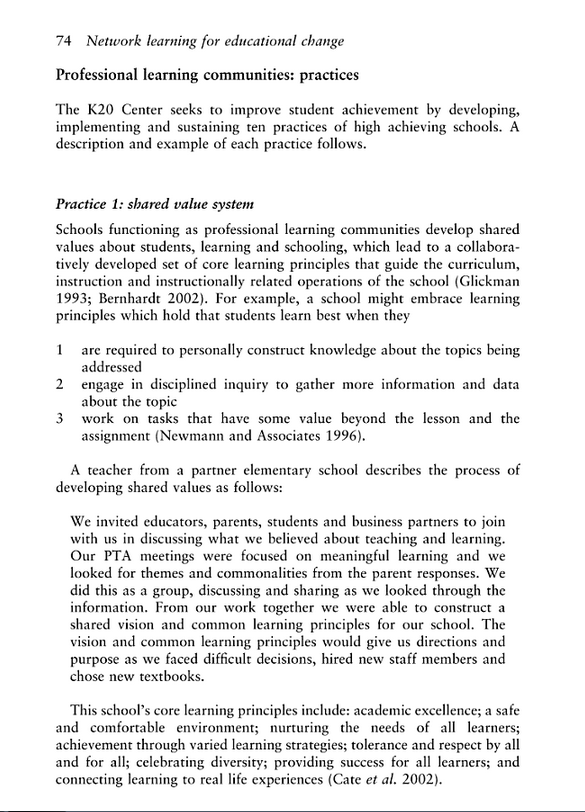 74 Network learning for educational change
Professional learning communities: practices
The K20 Center seeks to improve student achievement by developing,
implementing and sustaining ten practices of high achieving schools. A
description and example of each practice follows.
Practice 1: shared value system
Schools functioning as professional learning communities develop shared
values about students, learning and schooling, which lead to a collabora-
tively developed set of core learning principles that guide the curriculum,
instruction and instructionally related operations of the school (Glickman
1993; Bernhardt 2002). For example, a school might embrace learning
principles which hold that students learn best when they
1 are required to personally construct knowledge about the topics being
addressed
2 engage in disciplined inquiry to gather more information and data
about the topic
3 work on tasks that have some value beyond the lesson and the
assignment (Newmann and Associates 1996).
A teacher from a partner elementary school describes the process of
developing shared values as follows:
We invited educators, parents, students and business partners to join
with us in discussing what we believed about teaching and learning.
Our PTA meetings were focused on meaningful learning and we
looked for themes and commonalities from the parent responses. We
did this as a group, discussing and sharing as we looked through the
information. From our work together we were able to construct a
shared vision and common learning principles for our school. The
vision and common learning principles would give us directions and
purpose as we faced difficult decisions, hired new staff members and
chose new textbooks.
This school's core learning principles include: academic excellence; a safe
and comfortable environment; nurturing the needs of all learners;
achievement through varied learning strategies; tolerance and respect by all
and for all; celebrating diversity; providing success for all learners; and
connecting learning to real life experiences (Cate et al. 2002).